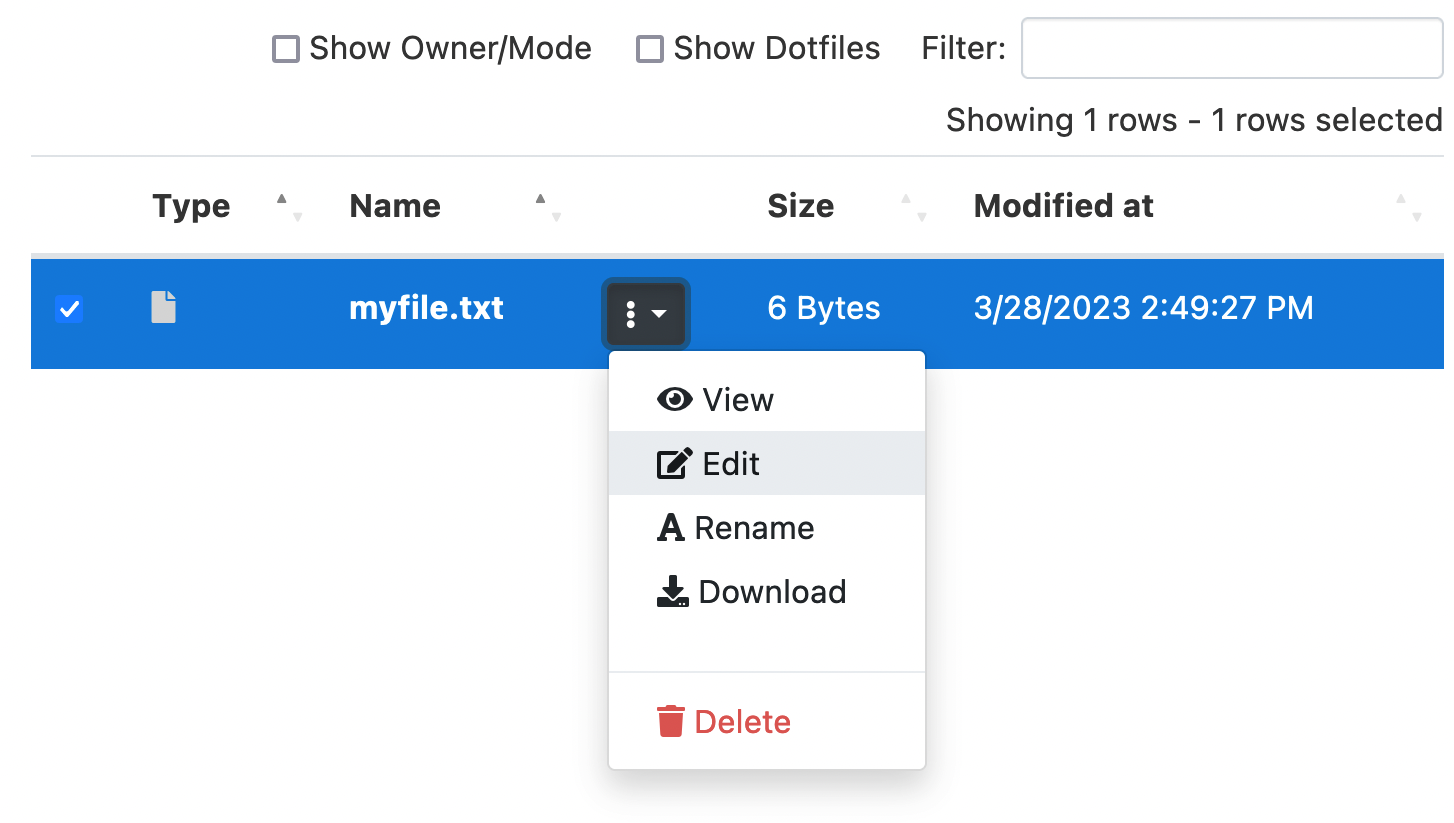 Show Owner/Mode Show Dotfiles Filter:
Showing 1 rows - 1 rows selected
Type Name Size Modified at
myfile.txt 6 Bytes 3/28/2023 2:49:27 PM
View
Edit
Rename
Download
Delete